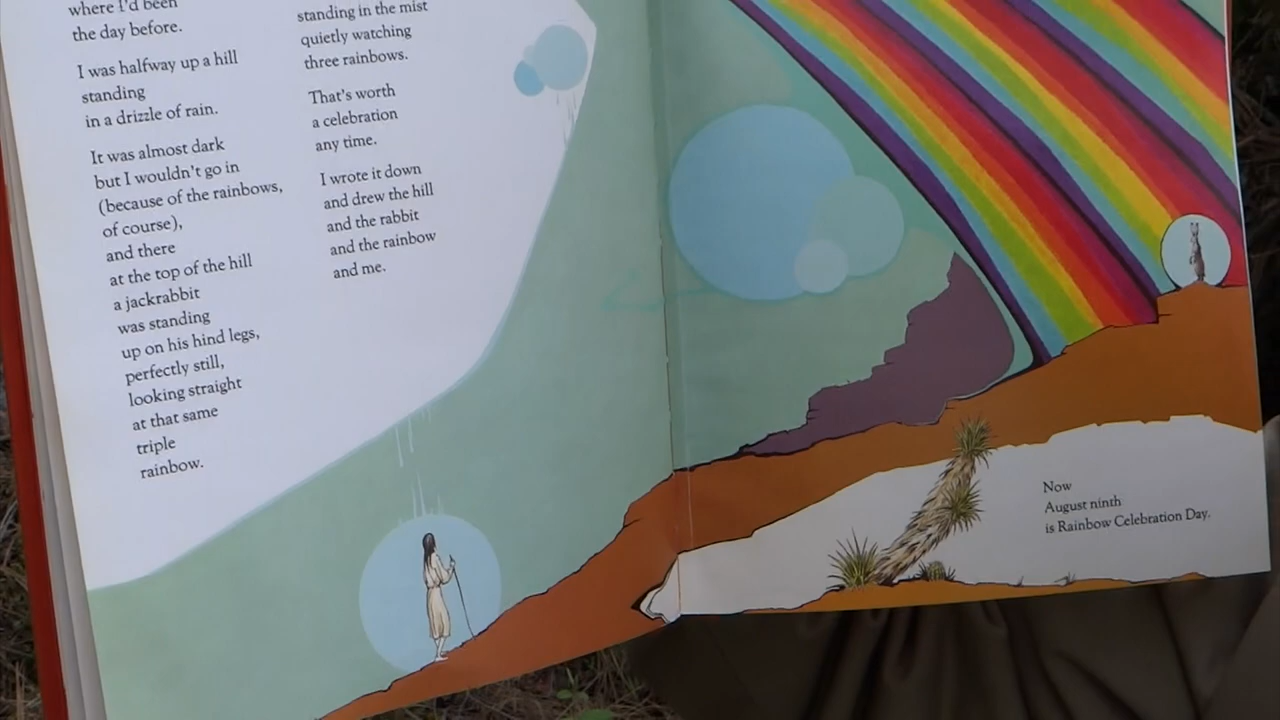 where I'd been
the day before.
I was halfway up a hill
standing
in a drizzle of rain.
It was almost dark
but I wouldn't go in
(because of the rainbows,
of course),
and there
at the top of the hill
a jackrabbit
was standing
up on his hind legs,
perfectly still,
looking straight
at that same
triple
rainbow.
standing in the mist
quietly watching
three rainbows.
That's worth
a celebration
any time.
I wrote it down
and drew the hill
and the rabbit
and the rainbow
and me.
Now
August ninth
is Rainbow Celebration Day.